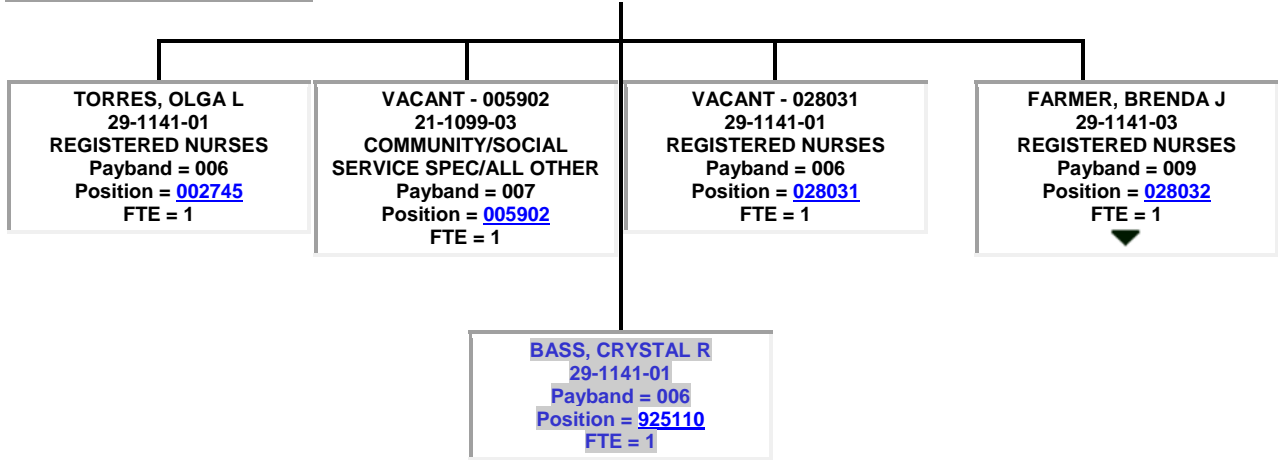 TORRES, OLGA L
29-1141-01
REGISTERED NURSES
Payband = 006
Position = 002745
FTE = 1
VACANT - 005902
21-1099-03
COMMUNITY/SOCIAL
SERVICE SPEC/ALL OTHER
Payband = 007
Position = 005902
FTE = 1
VACANT - 028031
29-1141-01
REGISTERED NURSES
Payband = 006
Position = 028031
FTE = 1
FARMER, BRENDA J
29-1141-03
REGISTERED NURSES
Payband = 009
Position = 028032
FTE = 1
BASS, CRYSTAL R
29-1141-01
Payband = 006
Position = 925110
FTE = 1